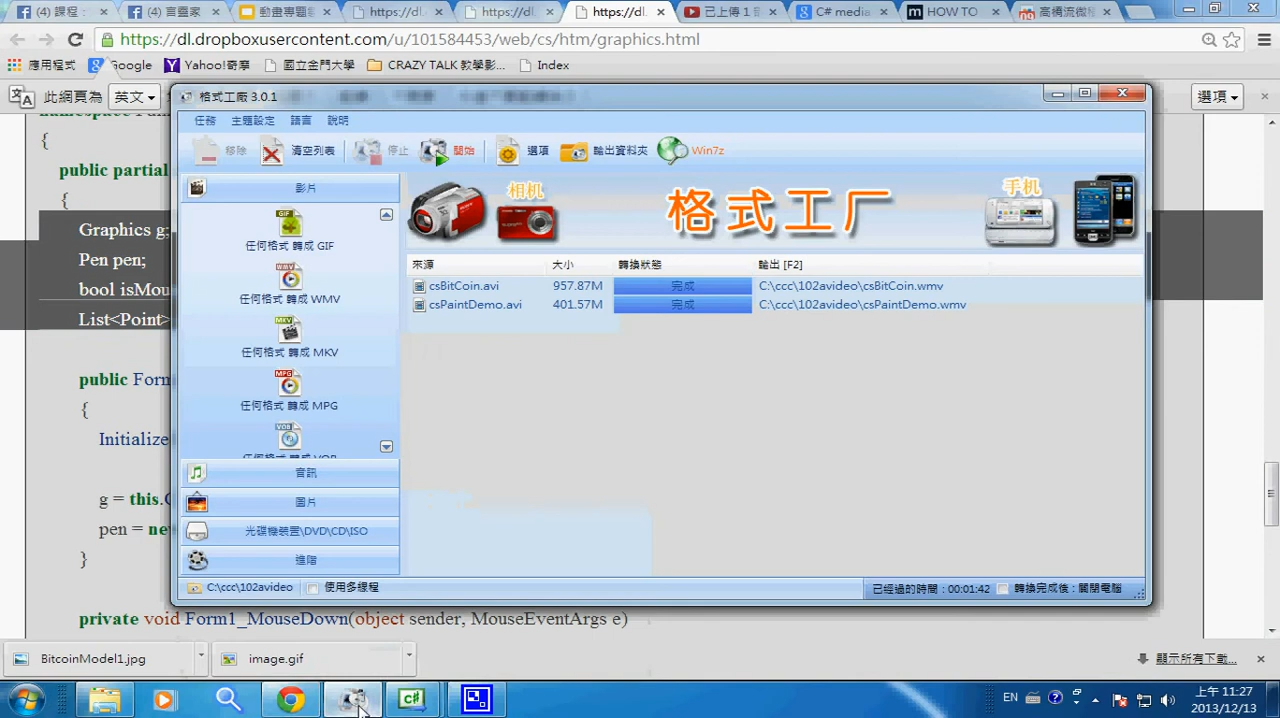 (4) 課程 :
(4) 言靈家
動畫專題
https://dl.
https://dl.
https://dl.
已上傳 1
C# media
HOW TO
高橋流微
https://dl.dropboxusercontent.com/u/101584453/web/cs/htm/graphics.html
應用程式 Google Yahoo!奇摩 國立金門大學 CRAZY TALK 教學影... Index
此網頁為 英文 選項
格式工廠 3.0.1
任務 主題設定 語言 說明
移除 清空列表 停止 開始 選項 輸出資料夾 Win7z
{
public partial
{
Graphics g;
Pen pen;
bool isMou
List<Point>
public Form
{
Initialize
g = this.
pen = new
}
private void Form1_MouseDown(object sender, MouseEventArgs e)
影片
GIF
任何格式 轉成 GIF
WMV
任何格式 轉成 WMV
MKV
任何格式 轉成 MKV
MPG
任何格式 轉成 MPG
VOB
音訊
圖片
光碟機裝置\DVD\CD\ISO
進階
相机 格式工厂 手机
來源 大小 轉換狀態 輸出 [F2]
csBitCoin.avi 957.87M 完成 C:\ccc\102avideo\csBitCoin.wmv
csPaintDemo.avi 401.57M 完成 C:\ccc\102avideo\csPaintDemo.wmv
C:\ccc\102avideo 使用多線程 已經過的時間 : 00:01:42 轉換完成後 : 關閉電腦
BitcoinModel1.jpg image.gif 顯示所有下載...
C#
EN 上午 11:27
2013/12/13